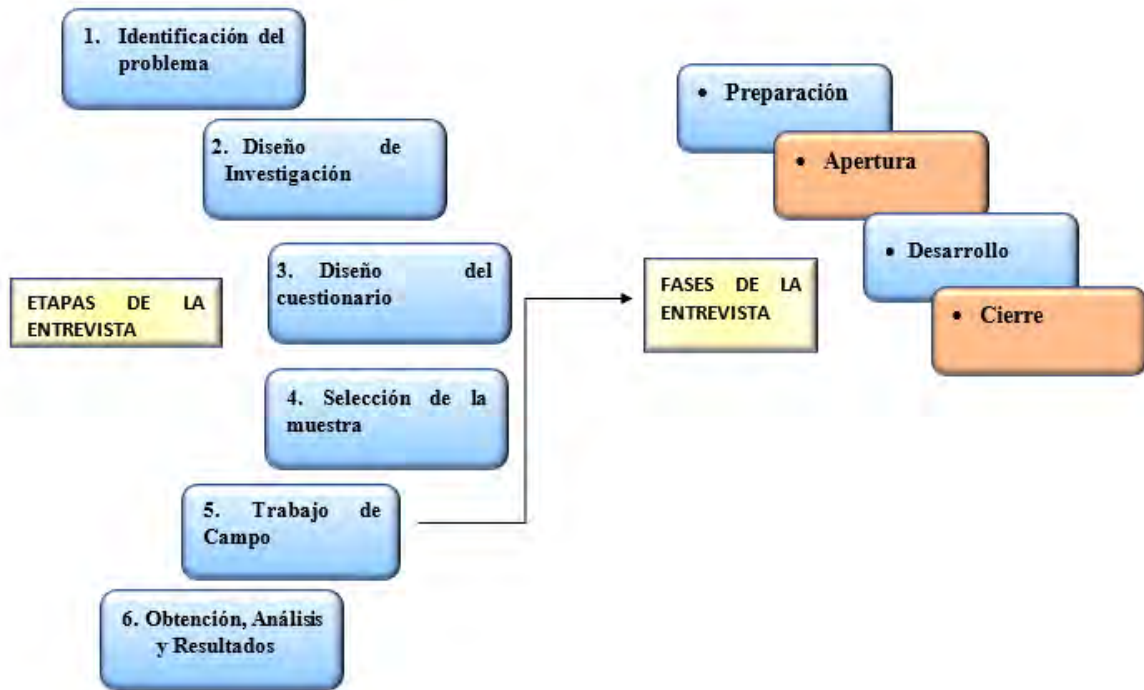 1. Identificación del
problema
2. Diseño de
Investigación
3. Diseño del
cuestionario
ETAPAS DE LA
ENTREVISTA
4. Selección de la
muestra
5. Trabajo de
Campo
6. Obtención, Análisis
y Resultados
FASES DE LA
ENTREVISTA
• Preparación
• Apertura
• Desarrollo
• Cierre